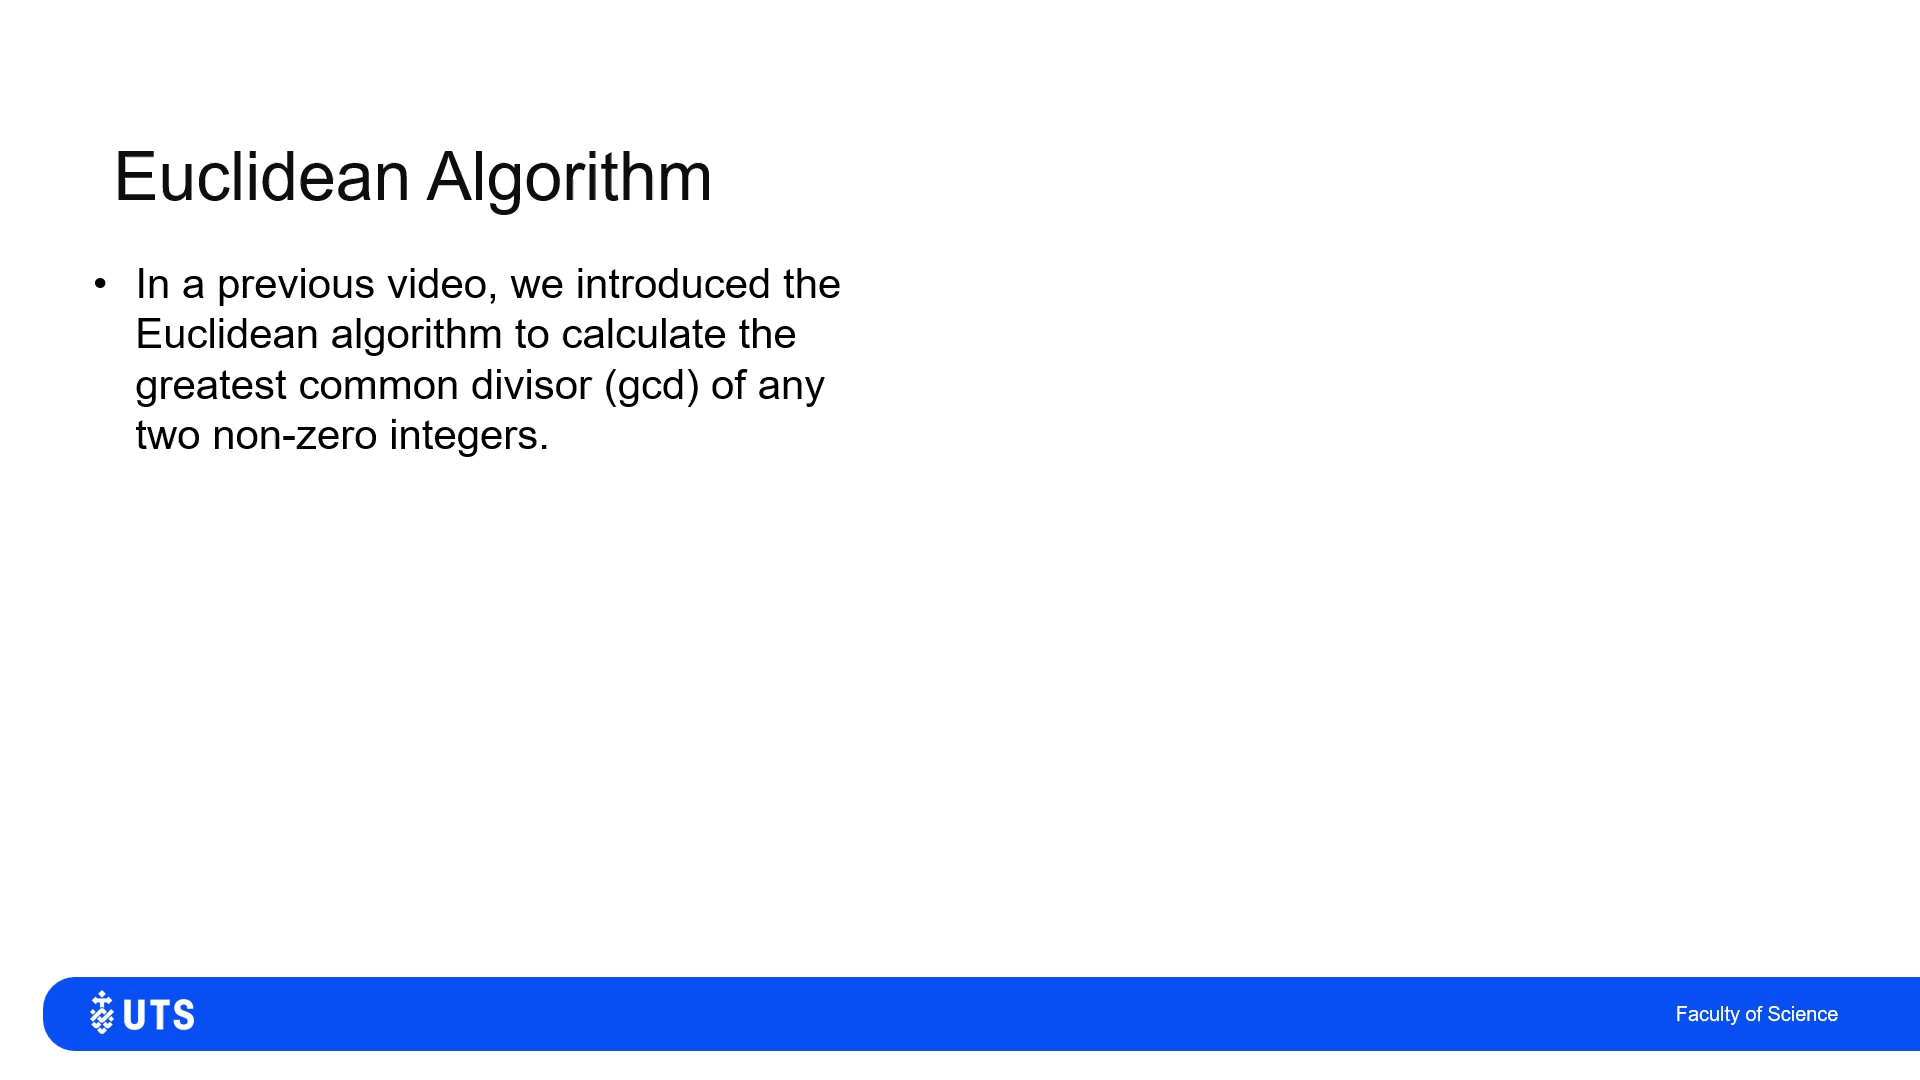 Euclidean Algorithm
• In a previous video, we introduced the
Euclidean algorithm to calculate the
greatest common divisor (gcd) of any
two non-zero integers.
UTS
Faculty of Science